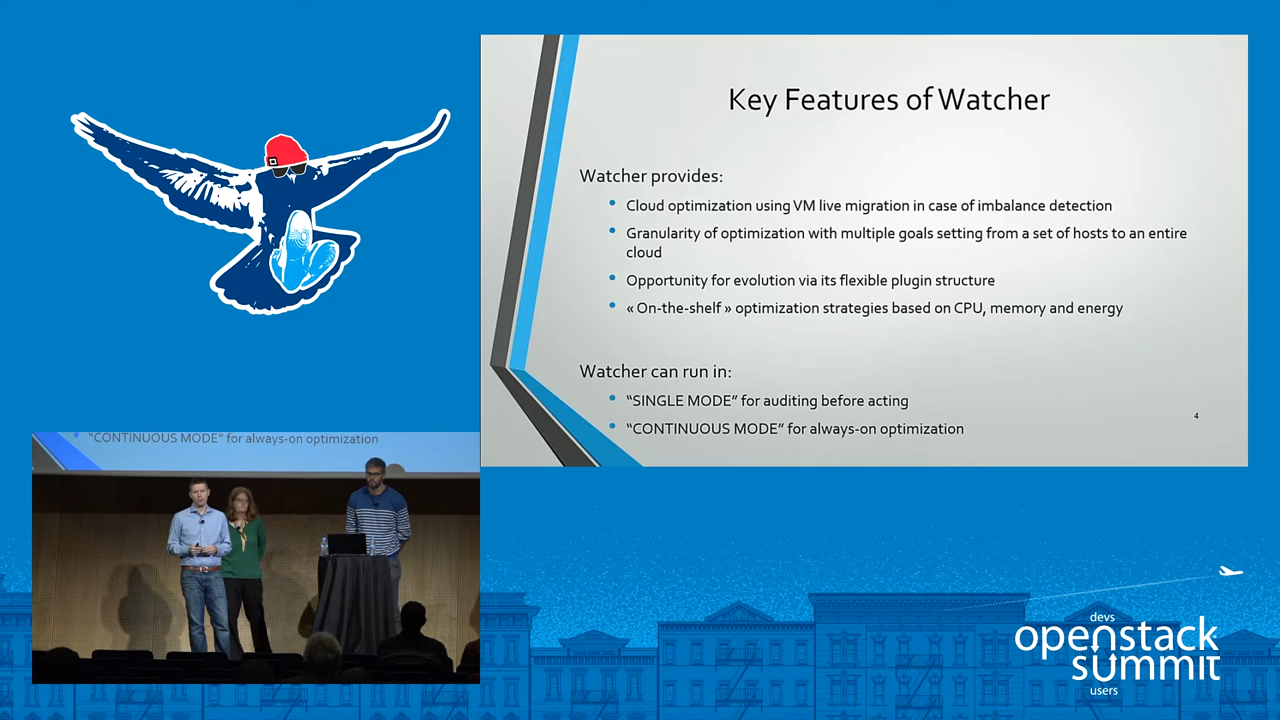 Key Features of Watcher
Watcher provides:
• Cloud optimization using VM live migration in case of imbalance detection
• Granularity of optimization with multiple goals setting from a set of hosts to an entire
cloud
• Opportunity for evolution via its flexible plugin structure
• « On-the-shelf » optimization strategies based on CPU, memory and energy
Watcher can run in:
• “SINGLE MODE” for auditing before acting
4
• “CONTINUOUS MODE” for always-on optimization
• “CONTINUOUS MODE” for always-on optimization
devs
openstack
summit
users